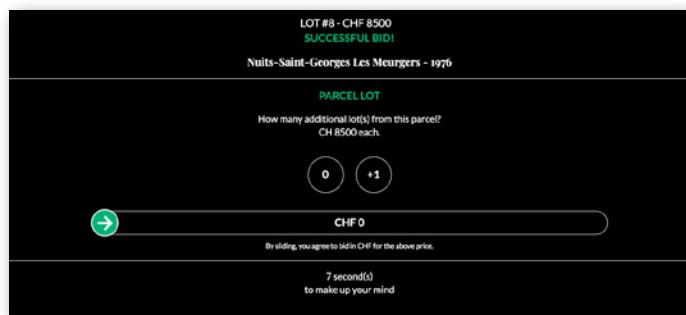 LOT #8 - CHF 8500
SUCCESSFUL BID!
Nuits-Saint-Georges Les Meurgers - 1976
PARCEL LOT
How many additional lot(s) from this parcel?
CH 8500 each.
0 +1
CHF 0
By sliding, you agree to bid in CHF for the above price.
7 second(s)
to make up your mind